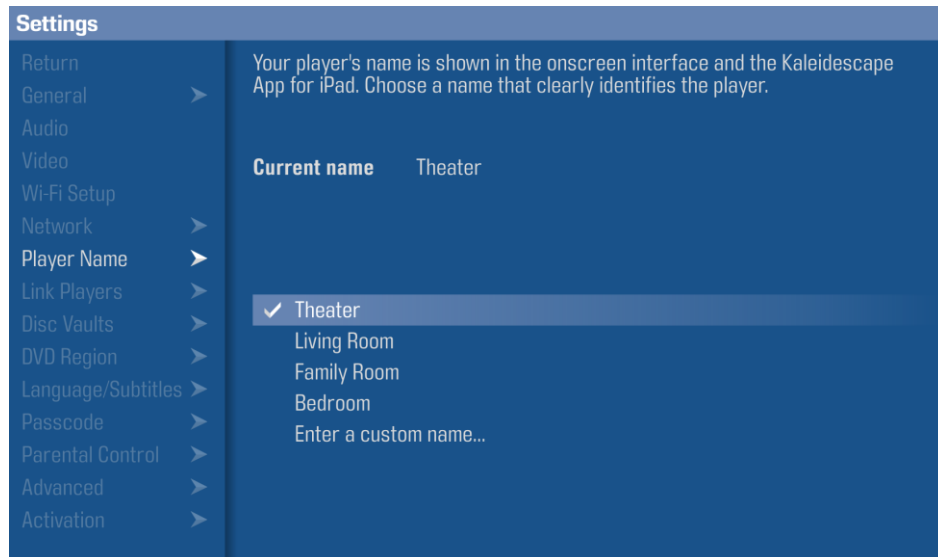 Settings
Return
General
Audio
Video
Wi-Fi Setup
Network
Player Name
Link Players
Disc Vaults
DVD Region
Language/Subtitles
Passcode
Parental Control
Advanced
Activation
Your player's name is shown in the onscreen interface and the Kaleidescape
App for iPad. Choose a name that clearly identifies the player.
Current name Theater
Theater
Living Room
Family Room
Bedroom
Enter a custom name...